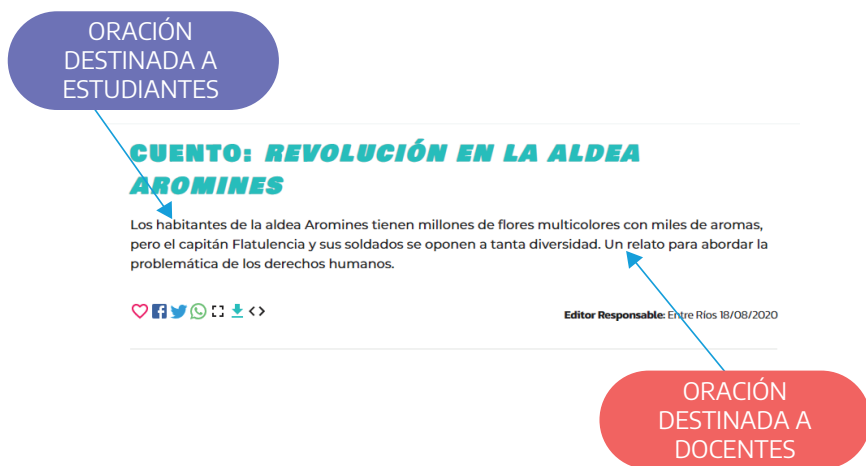 ORACIÓN
DESTINADA A
ESTUDIANTES
CUENTO: REVOLUCIÓN EN LA ALDEA
AROMINES
Los habitantes de la aldea Aromines tienen millones de flores multicolores con miles de aromas,
pero el capitán Flatulencia y sus soldados se oponen a tanta diversidad. Un relato para abordar la
problemática de los derechos humanos.
Editor Responsable: Entre Ríos 18/08/2020
ORACIÓN
DESTINADA A
DOCENTES